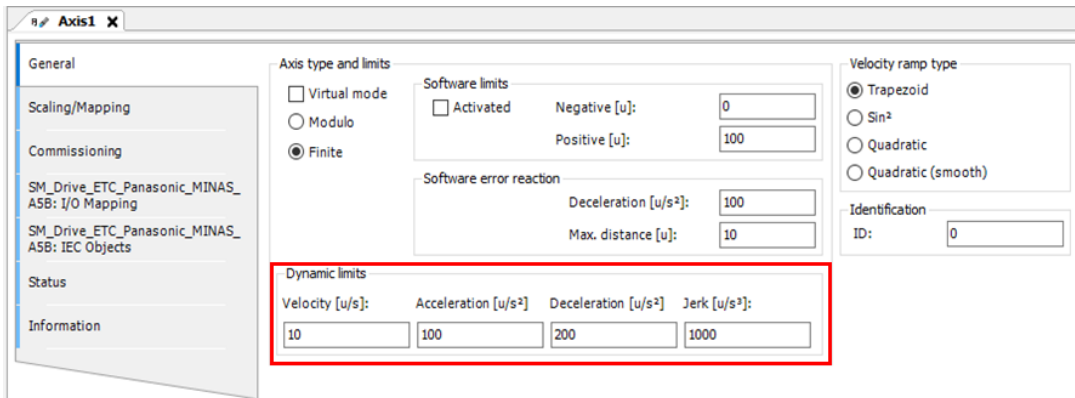 Axis1
General
Scaling/Mapping
Commissioning
SM_Drive_ETC_Panasonic_MINAS_
A5B: I/O Mapping
SM_Drive_ETC_Panasonic_MINAS_
A5B: IEC Objects
Status
Information
Axis type and limits
Virtual mode
Modulo
Finite
Software limits
Activated
Negative [u]: 0
Positive [u]: 100
Software error reaction
Deceleration [u/s²]: 100
Max. distance [u]: 10
Dynamic limits
Velocity [u/s]: Acceleration [u/s²] Deceleration [u/s²] Jerk [u/s³]:
10 100 200 1000
Velocity ramp type
Trapezoid
Sin²
Quadratic
Quadratic (smooth)
Identification
ID: 0